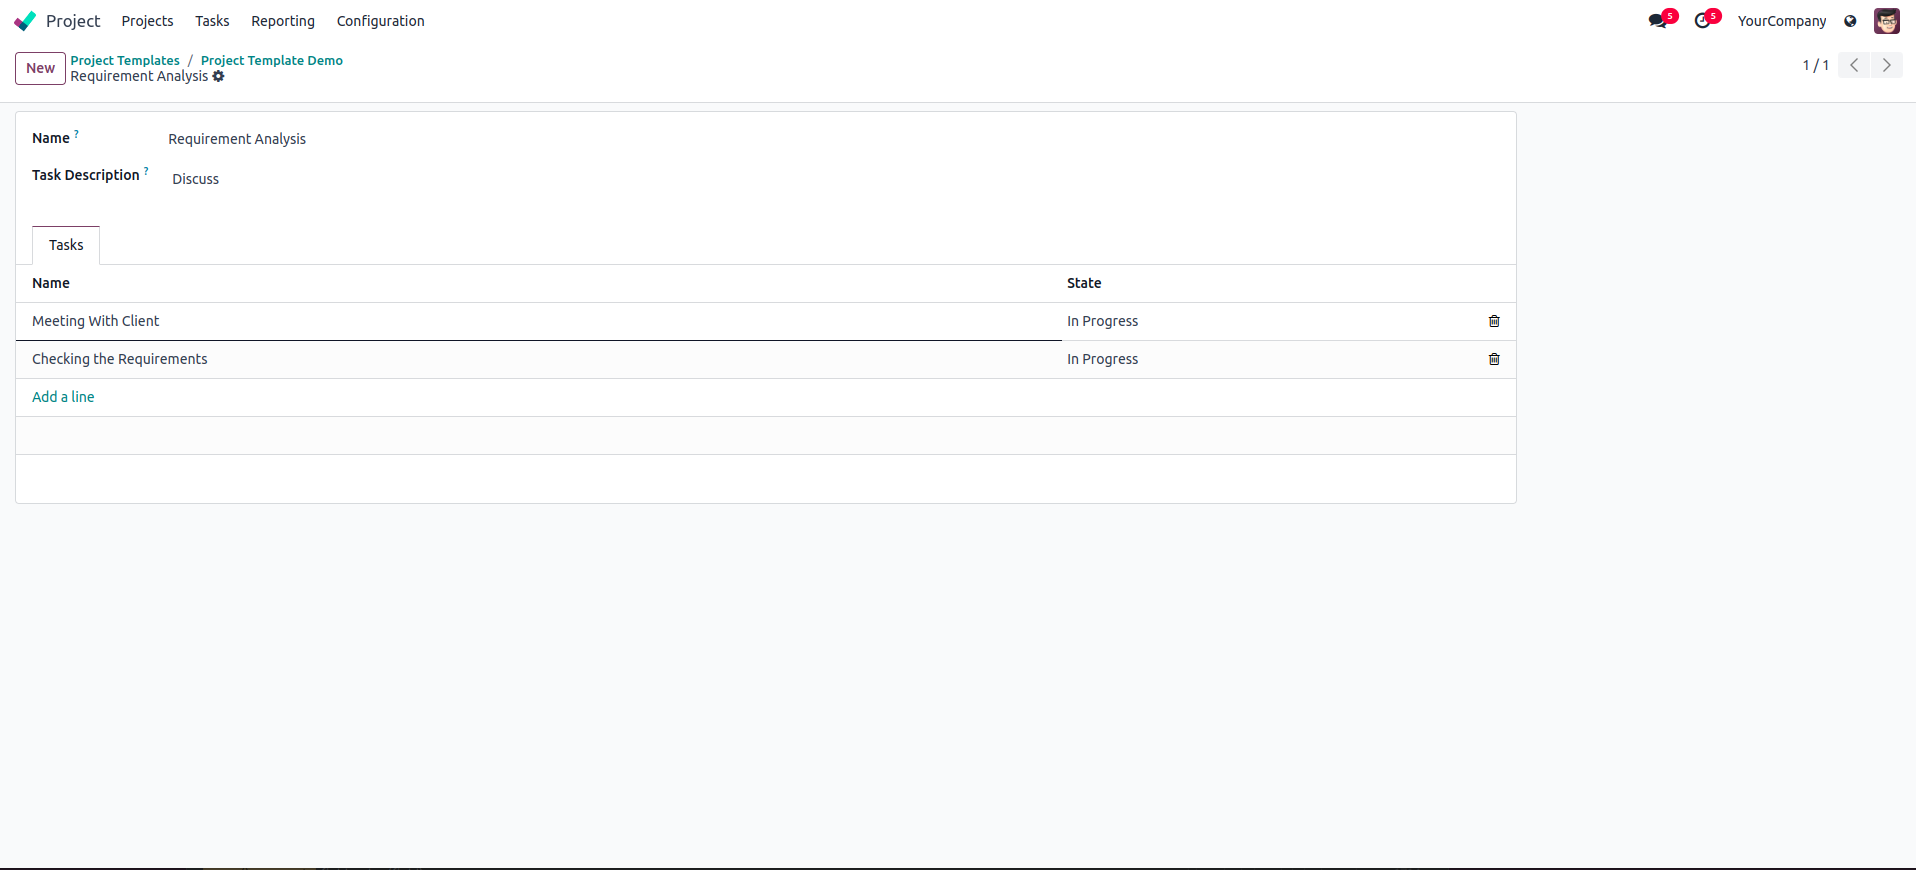 Project Projects Tasks Reporting Configuration 5 5 YourCompany
New Project Templates / Project Template Demo
Requirement Analysis 1 / 1
Name ? Requirement Analysis
Task Description ? Discuss
Tasks
Name State
Meeting With Client In Progress
Checking the Requirements In Progress
Add a line